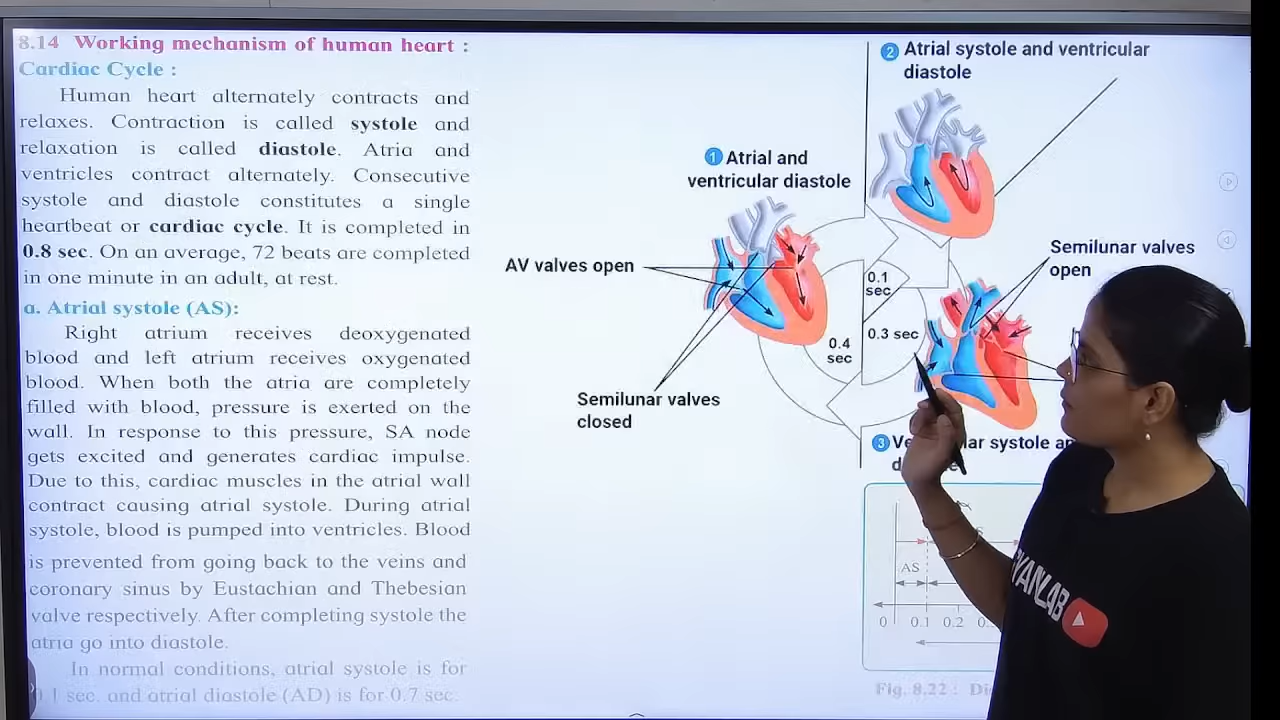 8.14 Working mechanism of human heart :
Cardiac Cycle :
Human heart alternately contracts and
relaxes. Contraction is called systole and
relaxation is called diastole. Atria and
ventricles contract alternately. Consecutive
systole and diastole constitutes a single
heartbeat or cardiac cycle. It is completed in
0.8 sec. On an average, 72 beats are completed
in one minute in an adult, at rest.
a. Atrial systole (AS):
Right atrium receives deoxygenated
blood and left atrium receives oxygenated
blood. When both the atria are completely
filled with blood, pressure is exerted on the
wall. In response to this pressure, SA node
gets excited and generates cardiac impulse.
Due to this, cardiac muscles in the atrial wall
contract causing atrial systole. During atrial
systole, blood is pumped into ventricles. Blood
is prevented from going back to the veins and
coronary sinus by Eustachian and Thebesian
valve respectively. After completing systole the
atria go into diastole.
In normal conditions, atrial systole is for
0.1 sec. and atrial diastole (AD) is for 0.7 sec.
2 Atrial systole and ventricular
diastole
1 Atrial and
ventricular diastole
AV valves open
Semilunar valves
closed
Semilunar valves
open
0.1
sec
0.3 sec
0.4
sec
3 systole
AS
0 0.1 0.2
Fig. 8.22 :
GYANLAB